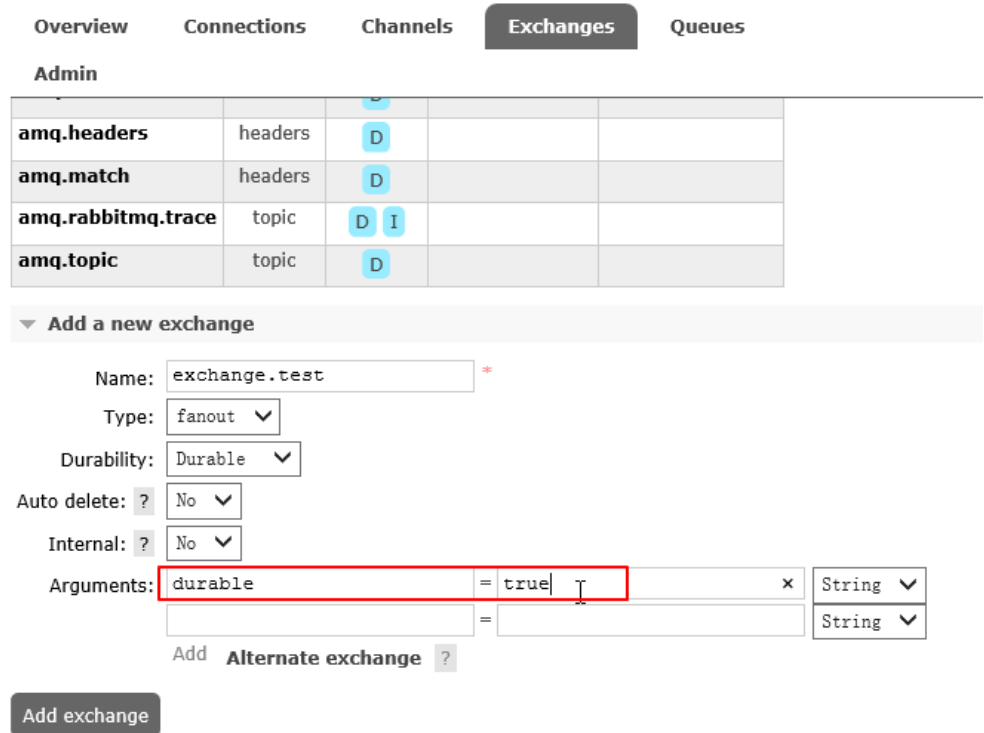 Overview Connections Channels Exchanges Queues
Admin
D
amq.headers headers D
amq.match headers D
amq.rabbitmq.trace topic D I
amq.topic topic D
Add a new exchange
Name: exchange.test *
Type: fanout
Durability: Durable
Auto delete: ? No
Internal: ? No
Arguments: durable = true × String
= String
Add Alternate exchange ?
Add exchange